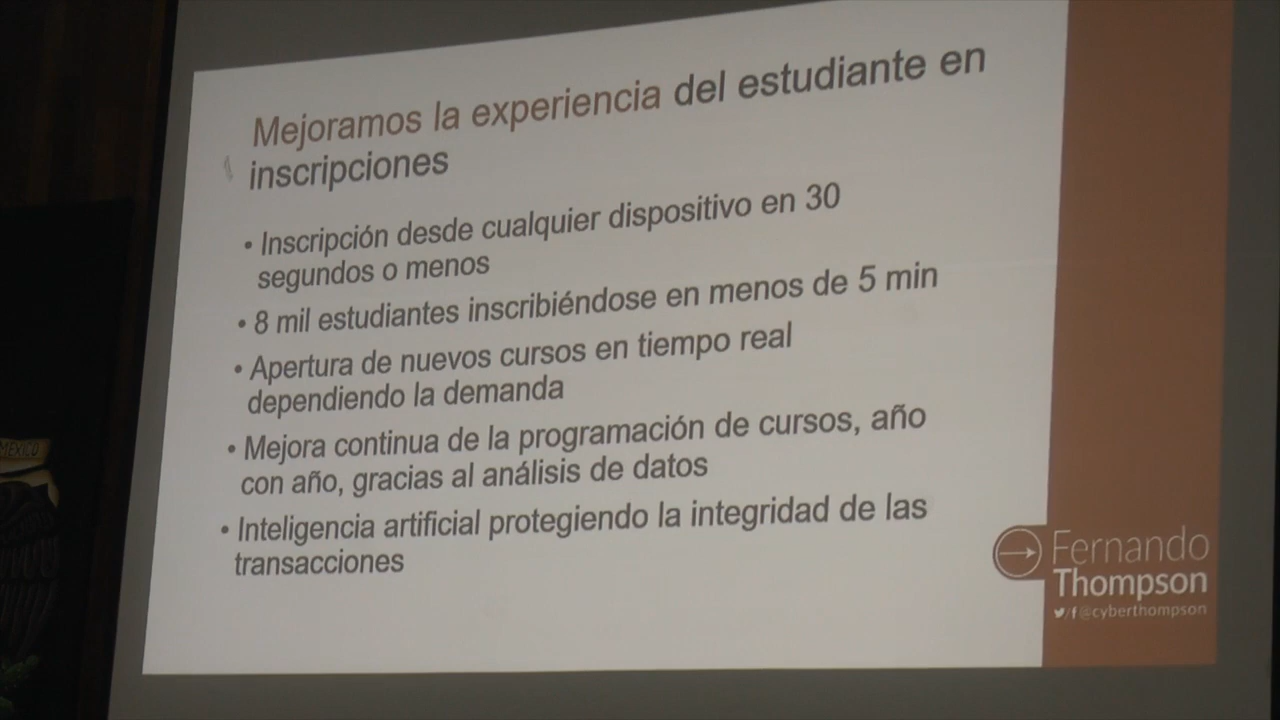 Mejoramos la experiencia del estudiante en
inscripciones
• Inscripción desde cualquier dispositivo en 30
segundos o menos
• 8 mil estudiantes inscribiéndose en menos de 5 min
• Apertura de nuevos cursos en tiempo real
dependiendo la demanda
• Mejora continua de la programación de cursos, año
con año, gracias al análisis de datos
• Inteligencia artificial protegiendo la integridad de las
transacciones
Fernando
Thompson
/f @cyberthompson
MÉXICO